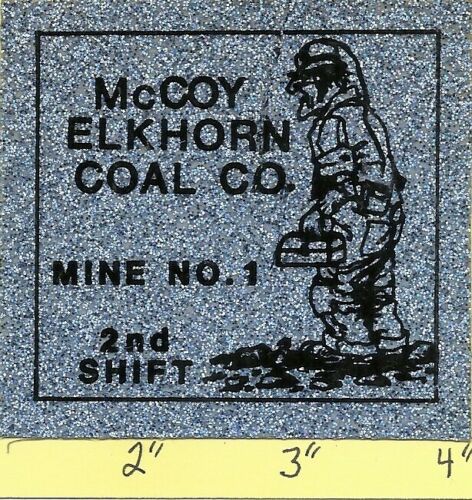 McCOY
ELKHORN
COAL CO.
MINE NO. 1
2nd
SHIFT
2" 3" 4"